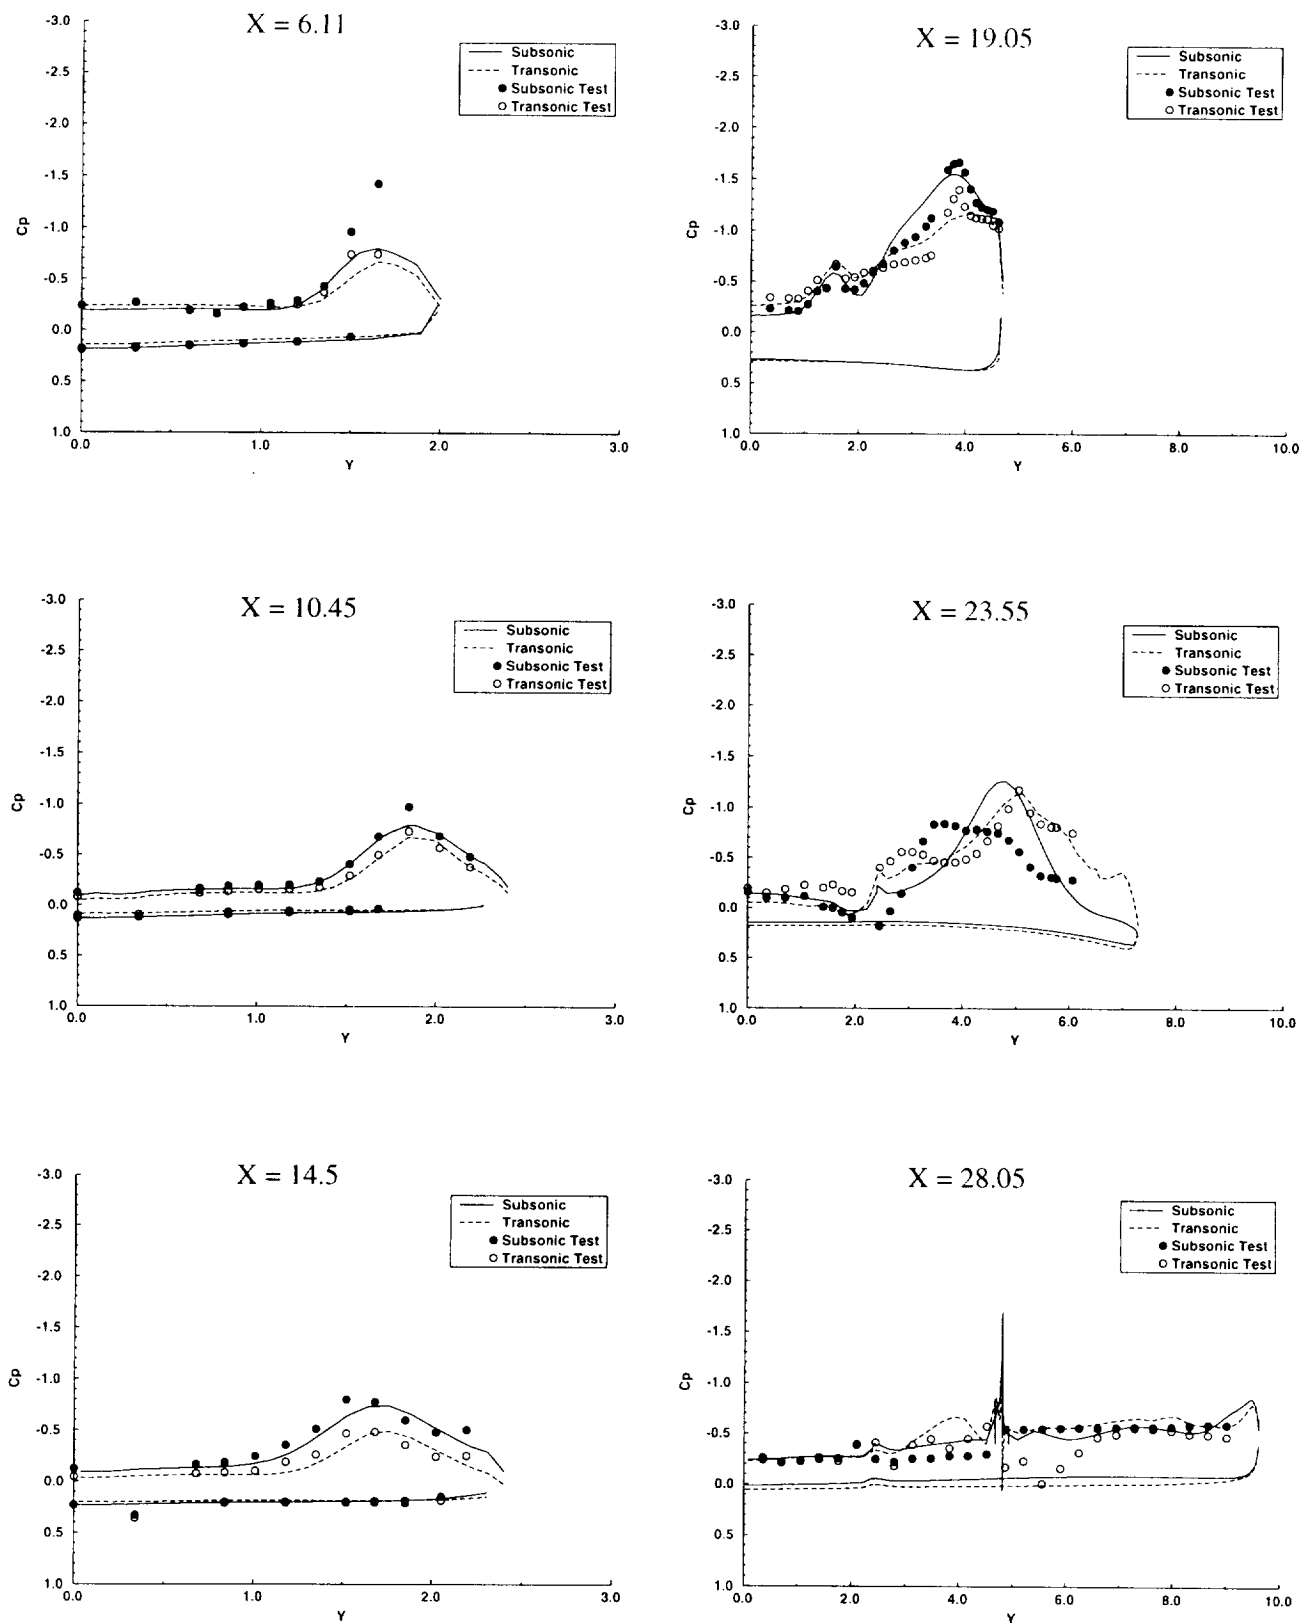 X = 6.11
-3.0
-2.5
-2.0
-1.5
-1.0
-0.5
0.0
0.5
1.0
Cp
0.0
1.0
2.0
3.0
Y
Subsonic
Transonic
Subsonic Test
Transonic Test
X = 19.05
-3.0
-2.5
-2.0
-1.5
-1.0
-0.5
0.0
0.5
1.0
Cp
0.0
2.0
4.0
6.0
8.0
10.0
Y
Subsonic
Transonic
Subsonic Test
Transonic Test
X = 10.45
-3.0
-2.5
-2.0
-1.5
-1.0
-0.5
0.0
0.5
1.0
Cp
0.0
1.0
2.0
3.0
Y
Subsonic
Transonic
Subsonic Test
Transonic Test
X = 23.55
-3.0
-2.5
-2.0
-1.5
-1.0
-0.5
0.0
0.5
1.0
Cp
0.0
2.0
4.0
6.0
8.0
10.0
Y
Subsonic
Transonic
Subsonic Test
Transonic Test
X = 14.5
-3.0
-2.5
-2.0
-1.5
-1.0
-0.5
0.0
0.5
1.0
Cp
0.0
1.0
2.0
3.0
Y
Subsonic
Transonic
Subsonic Test
Transonic Test
X = 28.05
-3.0
-2.5
-2.0
-1.5
-1.0
-0.5
0.0
0.5
1.0
Cp
0.0
2.0
4.0
6.0
8.0
10.0
Y
Subsonic
Transonic
Subsonic Test
Transonic Test